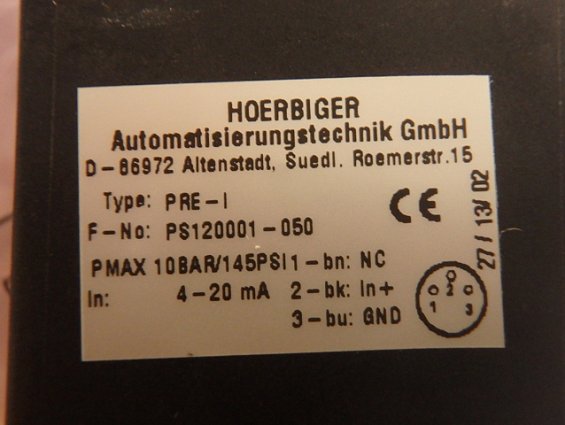 HOERBIGER
Automatisierungstechnik GmbH
D-86972 Altenstadt, Suedl. Roemerstr.15
Type: PRE-I
F-No: PS120001-050
CE
27/13/02
PMAX 10BAR/145PSI 1-bn: NC
In: 4-20 mA 2-bk: In+
3-bu: GND
2
1 3